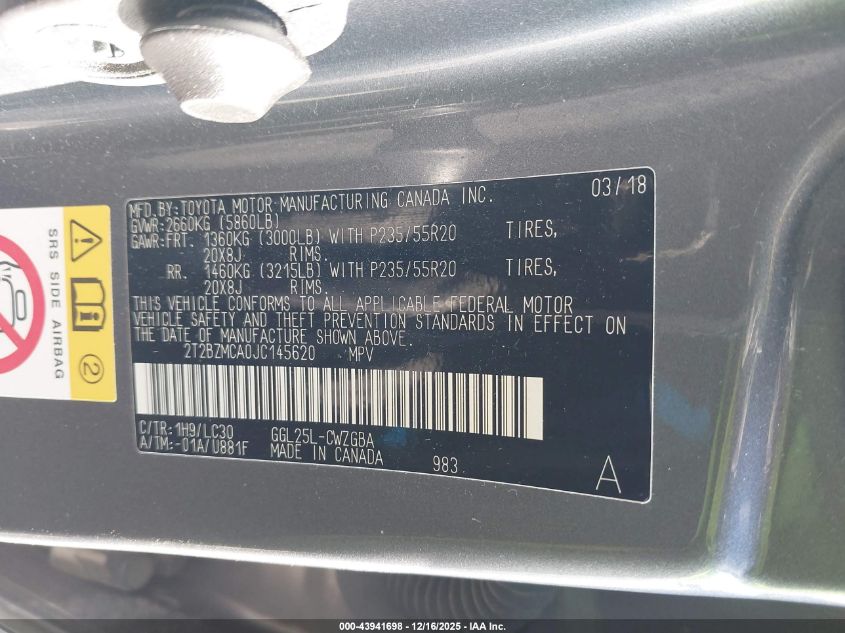 MFD.BY:TOYOTA MOTOR MANUFACTURING CANADA INC. 03/18
GVWR:2660KG (5860LB)
GAWR:FRT. 1360KG (3000LB) WITH P235/55R20 TIRES,
20X8J RIMS.
RR. 1460KG (3215LB) WITH P235/55R20 TIRES,
20X8J RIMS.
THIS VEHICLE CONFORMS TO ALL APPLICABLE FEDERAL MOTOR
VEHICLE SAFETY AND THEFT PREVENTION STANDARDS IN EFFECT ON
THE DATE OF MANUFACTURE SHOWN ABOVE.
2T2BZMCA0JC145620 MPV
C/TR:1H9/LC30 GGL25L-CWZGBA
A/TM:-01A/U881F MADE IN CANADA 983 A
SRS SIDE AIRBAG
2
000-43941698 - 12/16/2025 - IAA Inc.